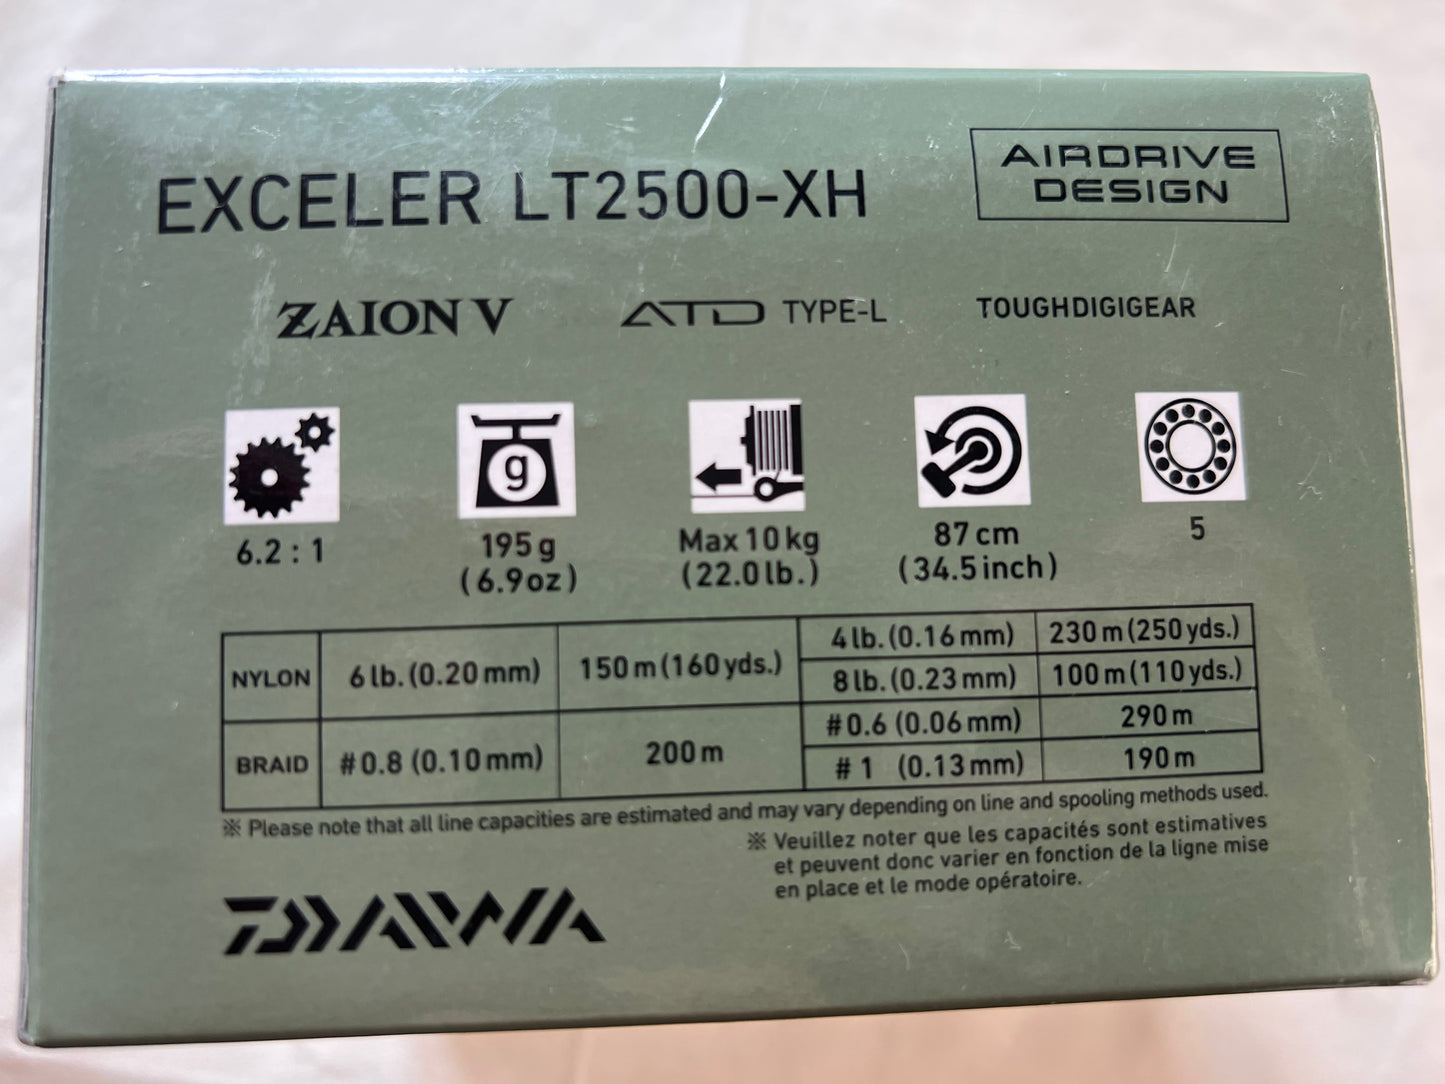 EXCELER LT2500-XH
AIRDRIVE
DESIGN
ZAION V
ATD TYPE-L
TOUGHDIGIGEAR
g
6.2 : 1
195 g
(6.9oz)
Max 10 kg
(22.0 lb.)
87 cm
(34.5 inch)
5
NYLON 6 lb. (0.20 mm) 150 m (160 yds.)
4 lb. (0.16 mm) 230 m (250 yds.)
8 lb. (0.23 mm) 100 m (110 yds.)
BRAID #0.8 (0.10 mm) 200 m
#0.6 (0.06 mm) 290 m
#1 (0.13 mm) 190 m
※ Please note that all line capacities are estimated and may vary depending on line and spooling methods used.
※ Veuillez noter que les capacités sont estimatives
et peuvent donc varier en fonction de la ligne mise
en place et le mode opératoire.
DAIWA